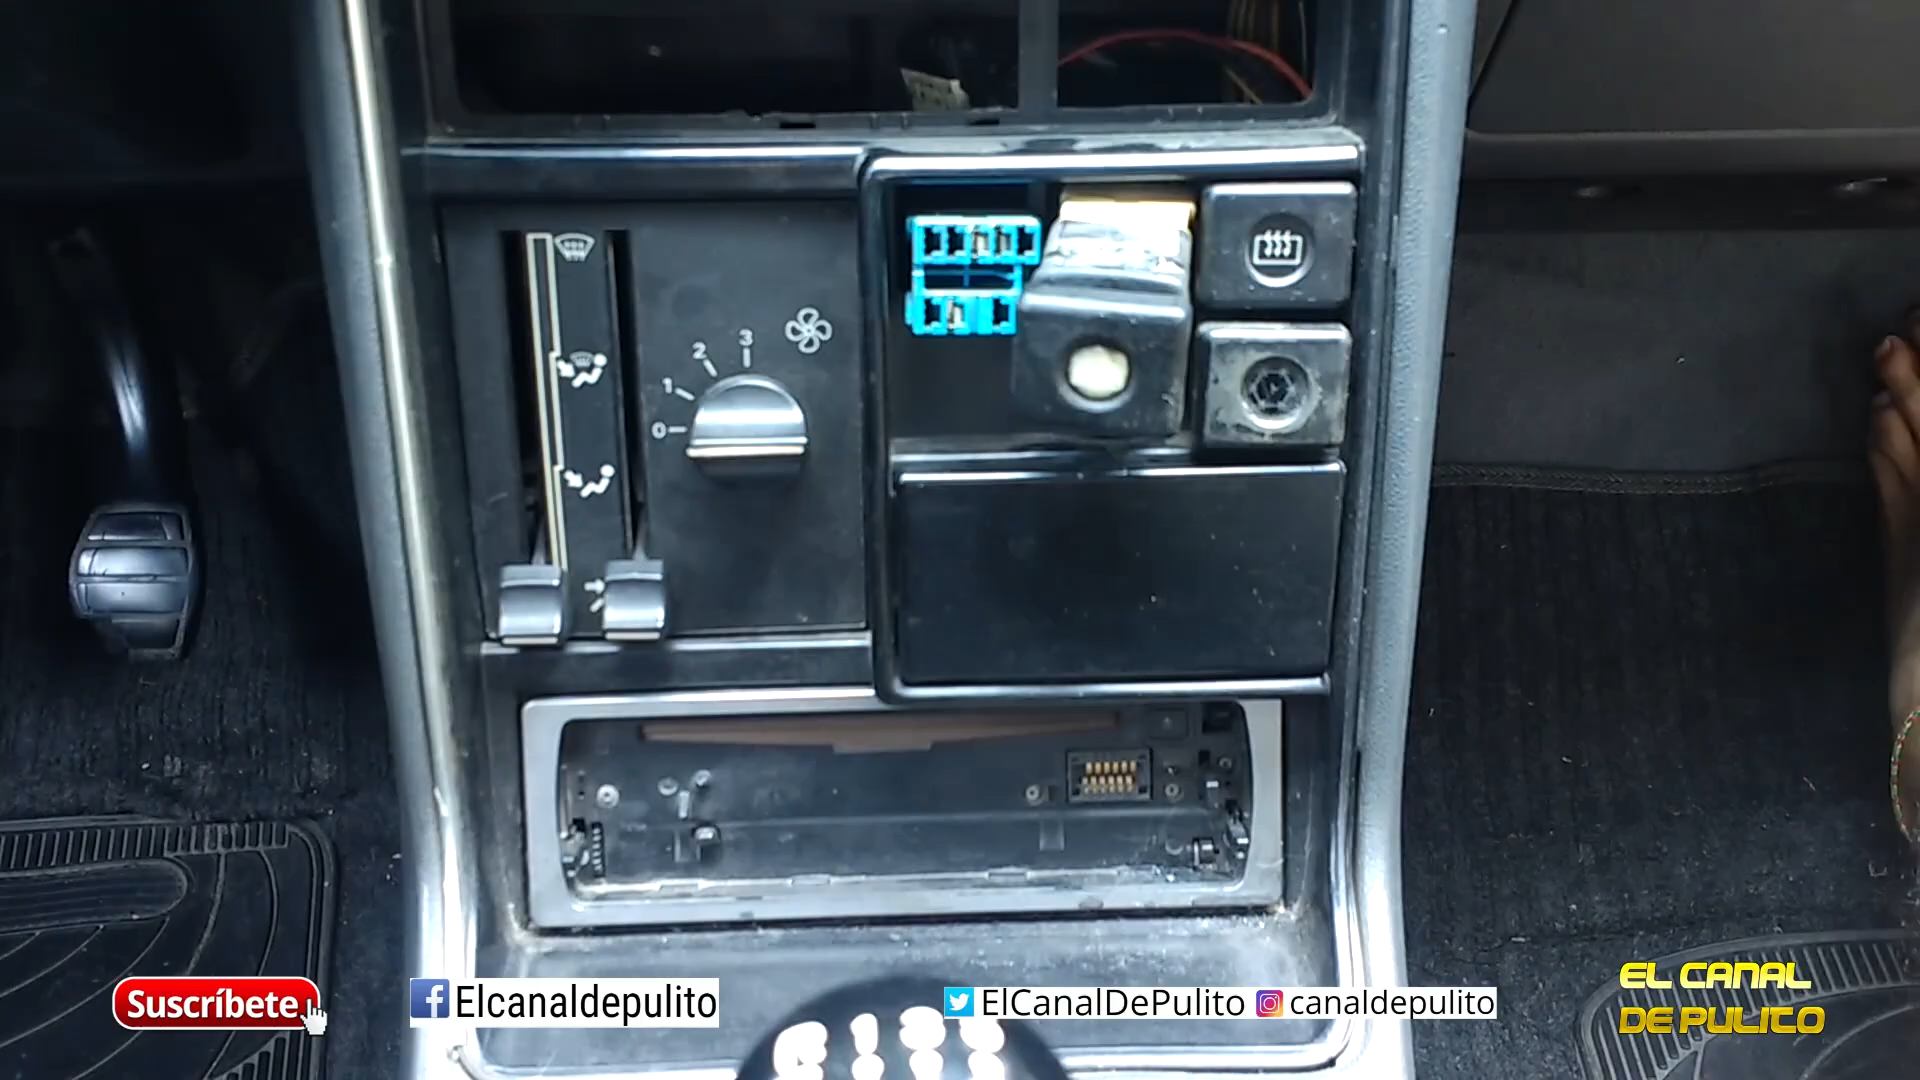 3
2
1
0
Suscríbete
Elcanaldepulito
ElCanalDePulito
canaldepulito
EL CANAL
DE PULITO